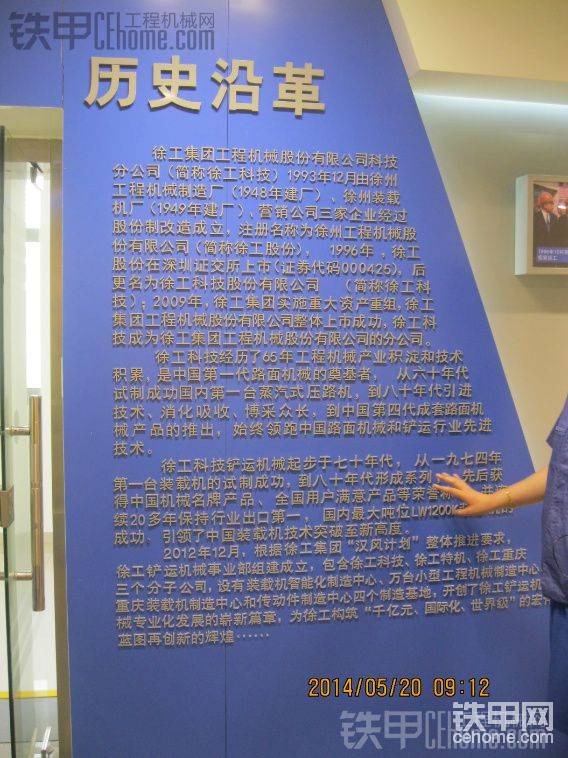 铁甲 工程机械网
CEhome.com
历史沿革
徐工集团工程机械股份有限公司科技
分公司（简称徐工科技）1993年12月由徐州
工程机械制造厂（1948年建厂）、徐州装载
机厂（1949年建厂）、营销公司三家企业经过
股份制改造成立，注册名称为徐州工程机械股
份有限公司（简称徐工股份），1996年，徐工
股份在深圳证交所上市（证券代码000425），后
更名为徐工科技股份有限公司（简称徐工科
技）；2009年，徐工集团实施重大资产重组，徐工
集团工程机械股份有限公司整体上市成功，徐工科
技成为徐工集团工程机械股份有限公司的分公司。
徐工科技经历了65年工程机械产业积淀和技术
积累，是中国第一代路面机械的奠基者，从六十年代
试制成功国内第一台蒸汽式压路机，到八十年代引进
技术、消化吸收、博采众长，到中国第四代成套路面机
械产品的推出，始终领跑中国路面机械和铲运行业先进
技术。
徐工科技铲运机械起步于七十年代，从一九七四年
第一台装载机的试制成功，到八十年代形成系列，先后获
得中国机械名牌产品、全国用户满意产品等荣誉称
续20多年保持行业出口第一，国内最大吨位LW1200K 机的
成功、引领了中国装载机技术突破至新高度。
2012年12月，根据徐工集团“汉风计划”整体推进要求，
徐工铲运机械事业部组建成立，包含徐工科技、徐工特机、徐工重庆
三个分子公司，设有装载机智能化制造中心、万台小型工程机械制造中心、
重庆装载机制造中心和传动件制造中心四个制造基地，开创了徐工铲运机
械专业化发展的崭新篇章，为徐工构筑“千亿元、国际化、世界级”的宏
蓝图再创新的辉煌……
2014/05/20 09:12
铁甲 CEhome.com
铁甲网
cehome.com